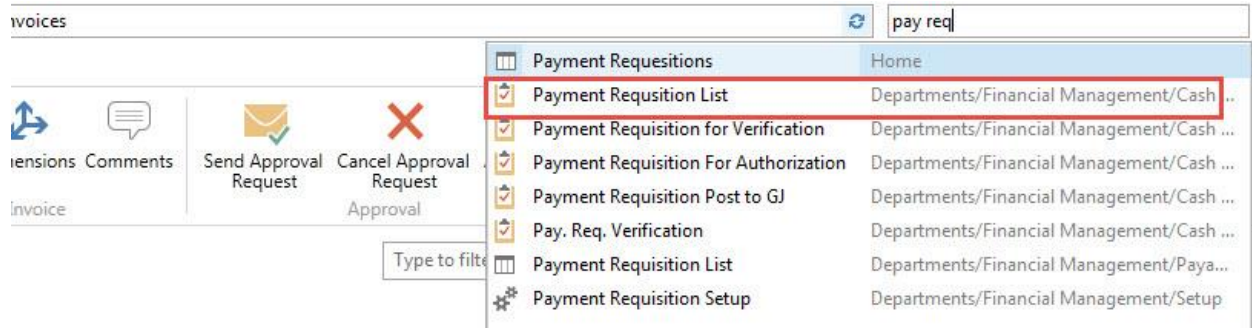 nvoices
pay req
Payment Requesitions Home
Payment Requsition List Departments/Financial Management/Cash ...
Payment Requisition for Verification Departments/Financial Management/Cash ...
Payment Requisition For Authorization Departments/Financial Management/Cash ...
Payment Requisition Post to GJ Departments/Financial Management/Cash ...
Pay. Req. Verification Departments/Financial Management/Cash ...
Payment Requisition List Departments/Financial Management/Paya...
Payment Requisition Setup Departments/Financial Management/Setup
ensions Comments
Send Approval
Request
Cancel Approval
Request
nvoice
Approval
Type to filte